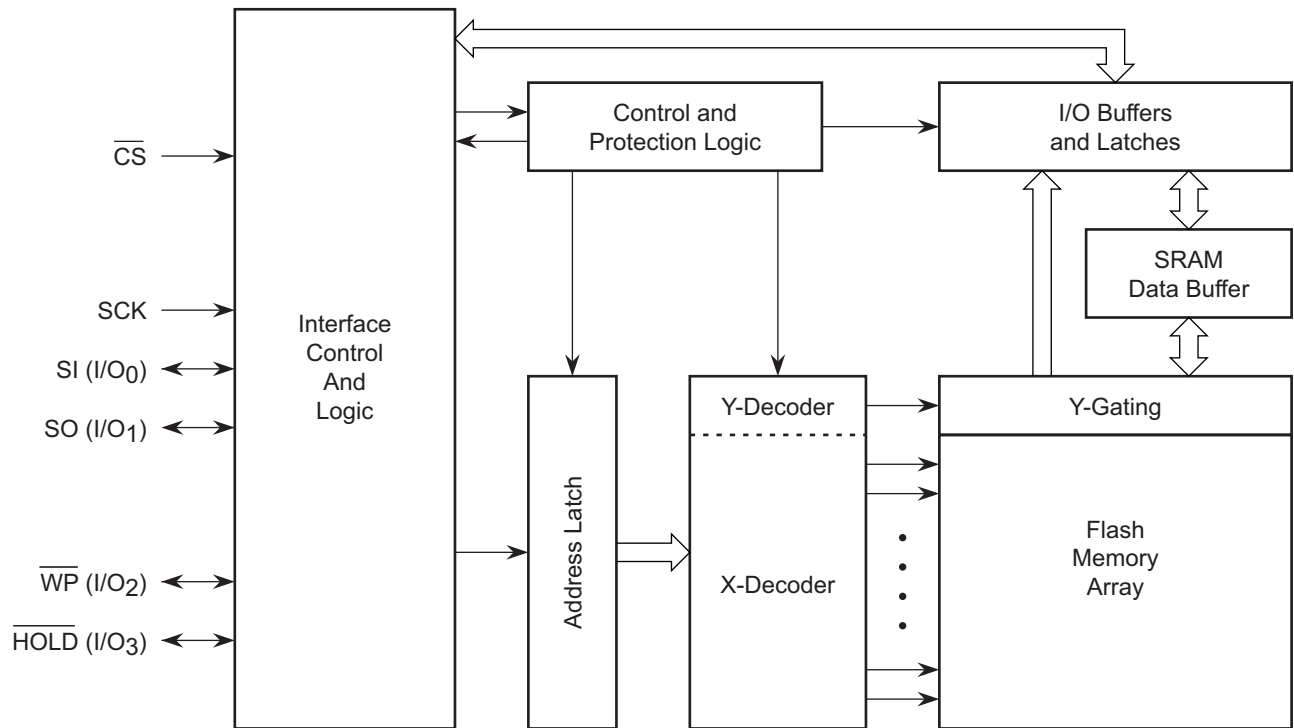 CS
SCK
SI (I/O0)
SO (I/O1)
WP (I/O2)
HOLD (I/O3)
Interface
Control
And
Logic
Control and
Protection Logic
I/O Buffers
and Latches
SRAM
Data Buffer
Address Latch
Y-Decoder
X-Decoder
Y-Gating
Flash
Memory
Array